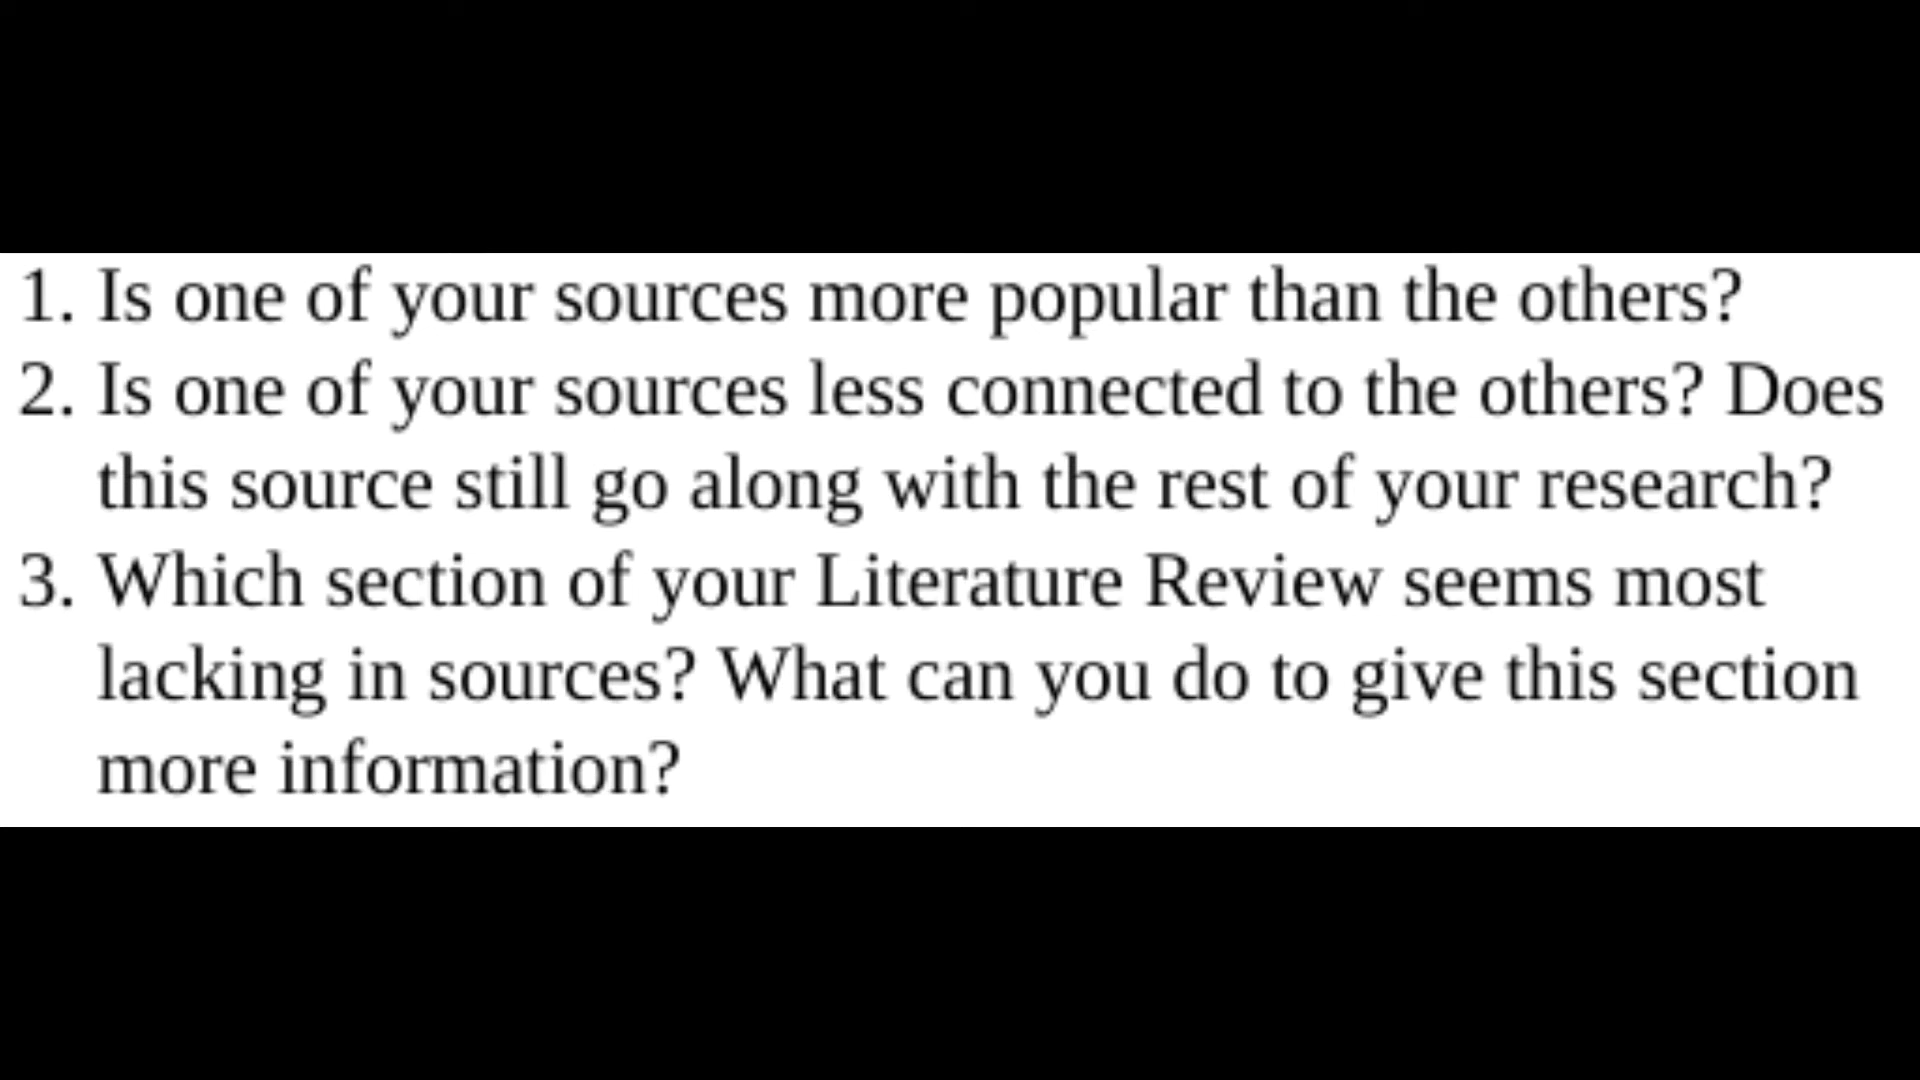 1. Is one of your sources more popular than the others?
2. Is one of your sources less connected to the others? Does
this source still go along with the rest of your research?
3. Which section of your Literature Review seems most
lacking in sources? What can you do to give this section
more information?